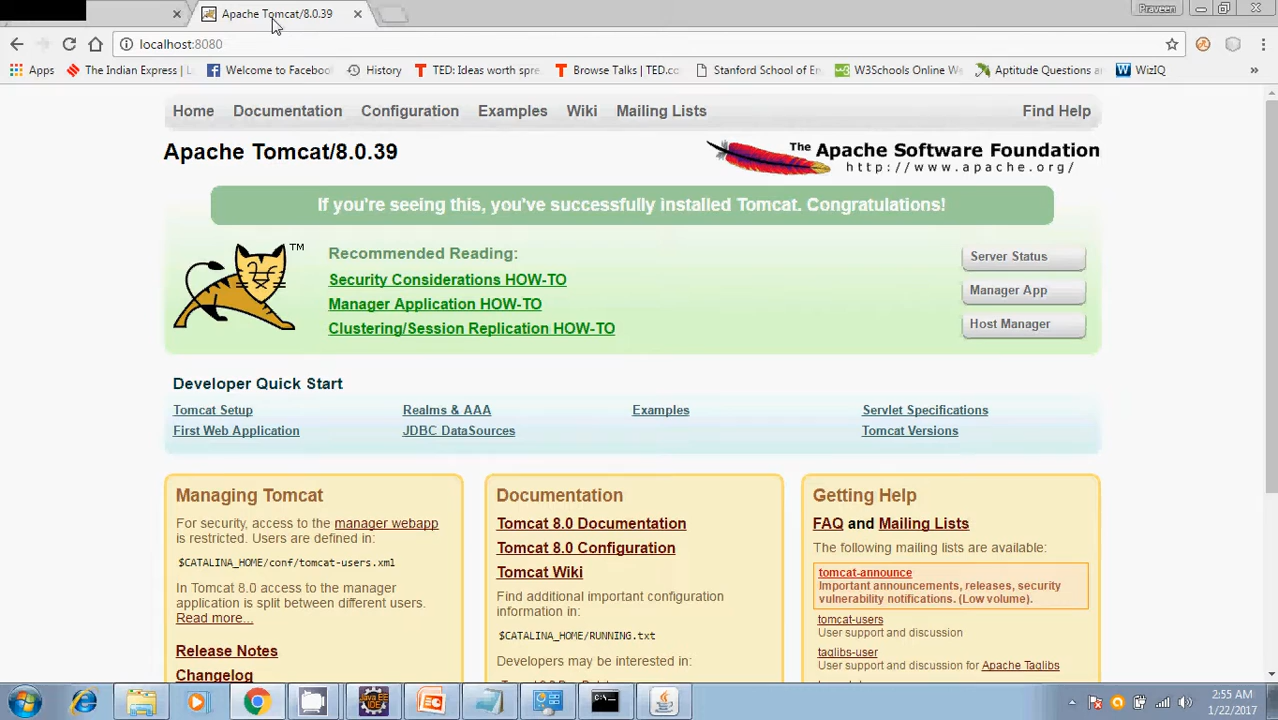 Apache Tomcat/8.0.39
Praveen
localhost:8080
Apps The Indian Express | L Welcome to Faceboo History TED: Ideas worth spre Browse Talks | TED.co Stanford School of En W3Schools Online We Aptitude Questions an WizIQ »
Home Documentation Configuration Examples Wiki Mailing Lists Find Help
Apache Tomcat/8.0.39
The Apache Software Foundation
http://www.apache.org/
If you're seeing this, you've successfully installed Tomcat. Congratulations!
TM
Recommended Reading:
Security Considerations HOW-TO
Manager Application HOW-TO
Clustering/Session Replication HOW-TO
Server Status
Manager App
Host Manager
Developer Quick Start
Tomcat Setup Realms & AAA Examples Servlet Specifications
First Web Application JDBC DataSources Tomcat Versions
Managing Tomcat
For security, access to the manager webapp
is restricted. Users are defined in:
$CATALINA_HOME/conf/tomcat-users.xml
In Tomcat 8.0 access to the manager
application is split between different users.
Read more...
Release Notes
Changelog
Documentation
Tomcat 8.0 Documentation
Tomcat 8.0 Configuration
Tomcat Wiki
Find additional important configuration
information in:
$CATALINA_HOME/RUNNING.txt
Developers may be interested in:
Getting Help
FAQ and Mailing Lists
The following mailing lists are available:
tomcat-announce
Important announcements, releases, security
vulnerability notifications. (Low volume).
tomcat-users
User support and discussion
taglibs-user
User support and discussion for Apache Taglibs
Java EE
IDE
2:55 AM
1/22/2017